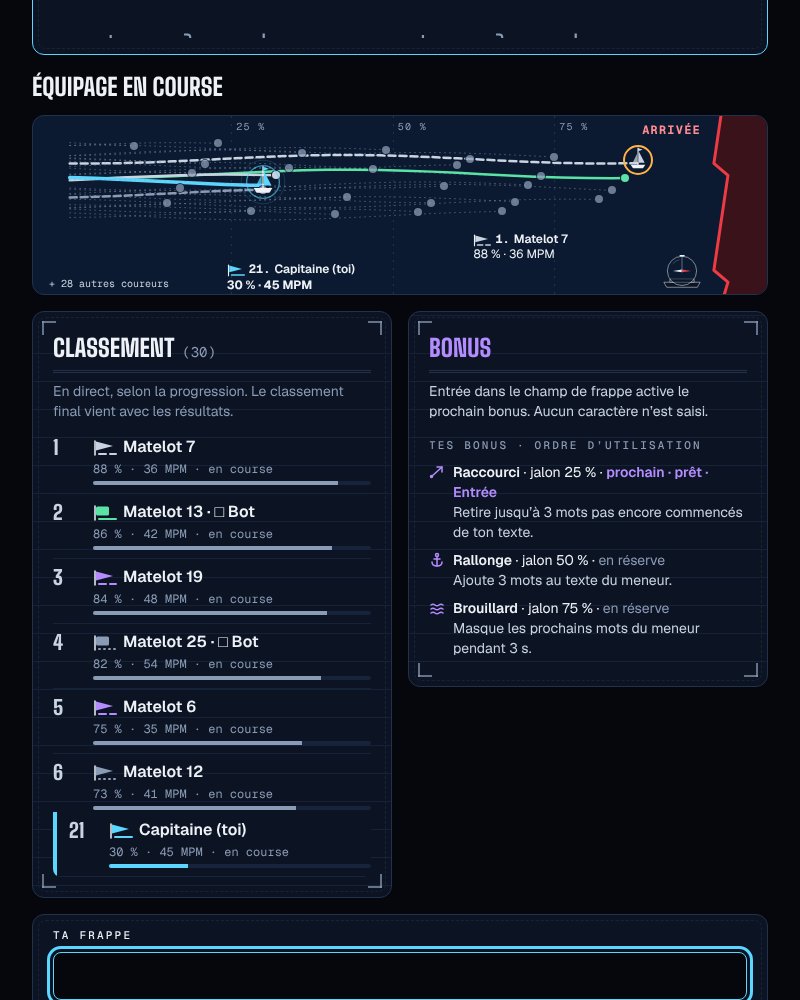 ÉQUIPAGE EN COURSE
25 %
50 %
75 %
ARRIVÉE
1. Matelot 7
88 % · 36 MPM
21. Capitaine (toi)
30 % · 45 MPM
+ 28 autres coureurs
CLASSEMENT (30)
En direct, selon la progression. Le classement
final vient avec les résultats.
1 Matelot 7
88 % · 36 MPM · en course
2 Matelot 13 · □ Bot
86 % · 42 MPM · en course
3 Matelot 19
84 % · 48 MPM · en course
4 Matelot 25 · □ Bot
82 % · 54 MPM · en course
5 Matelot 6
75 % · 35 MPM · en course
6 Matelot 12
73 % · 41 MPM · en course
21 Capitaine (toi)
30 % · 45 MPM · en course
BONUS
Entrée dans le champ de frappe active le
prochain bonus. Aucun caractère n’est saisi.
TES BONUS · ORDRE D'UTILISATION
Raccourci · jalon 25 % · prochain · prêt ·
Entrée
Retire jusqu’à 3 mots pas encore commencés
de ton texte.
Rallonge · jalon 50 % · en réserve
Ajoute 3 mots au texte du meneur.
Brouillard · jalon 75 % · en réserve
Masque les prochains mots du meneur
pendant 3 s.
TA FRAPPE